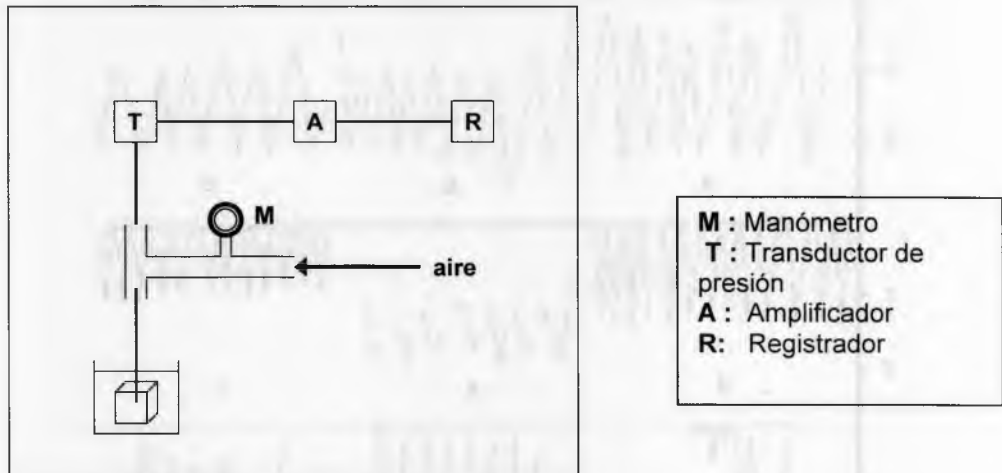 T
A
R
M
aire
M : Manómetro
T : Transductor de
presión
A : Amplificador
R: Registrador